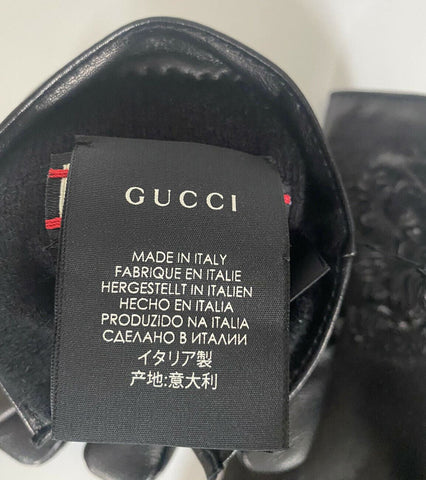 GUCCI
MADE IN ITALY
FABRIQUE EN ITALIE
HERGESTELLT IN ITALIEN
HECHO EN ITALIA
PRODUZIDO NA ITALIA
СДЕЛАНО В ИТАЛИИ
イタリア製
产地:意大利